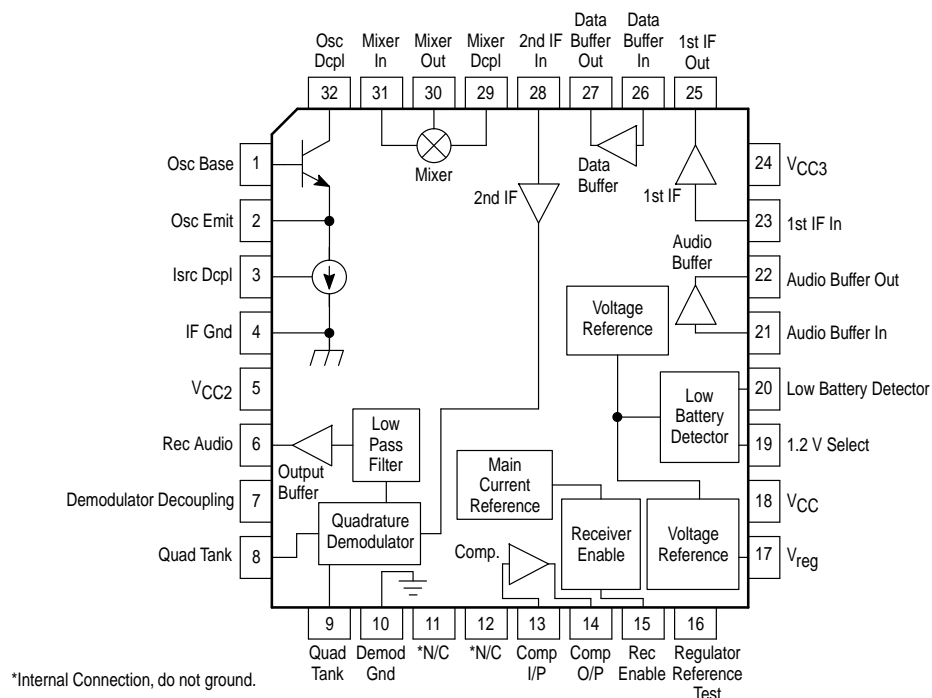 Osc
Dcpl
Mixer
In
Mixer
Out
Mixer
Dcpl
2nd IF
In
Data
Buffer
Out
Data
Buffer
In
1st IF
Out
32
31
30
29
28
27
26
25
Osc Base
1
Osc Emit
2
Isrc Dcpl
3
IF Gnd
4
VCC2
5
Rec Audio
6
Demodulator Decoupling
7
Quad Tank
8
Mixer
2nd IF
Data
Buffer
1st IF
Audio
Buffer
Voltage
Reference
Low
Battery
Detector
Low
Pass
Filter
Output
Buffer
Quadrature
Demodulator
Main
Current
Reference
Comp.
Receiver
Enable
Voltage
Reference
24
VCC3
23
1st IF In
22
Audio Buffer Out
21
Audio Buffer In
20
Low Battery Detector
19
1.2 V Select
18
VCC
17
Vreg
9
10
11
12
13
14
15
16
Quad
Tank
Demod
Gnd
*N/C
*N/C
Comp
I/P
Comp
O/P
Rec
Enable
Regulator
Reference
Test
*Internal Connection, do not ground.